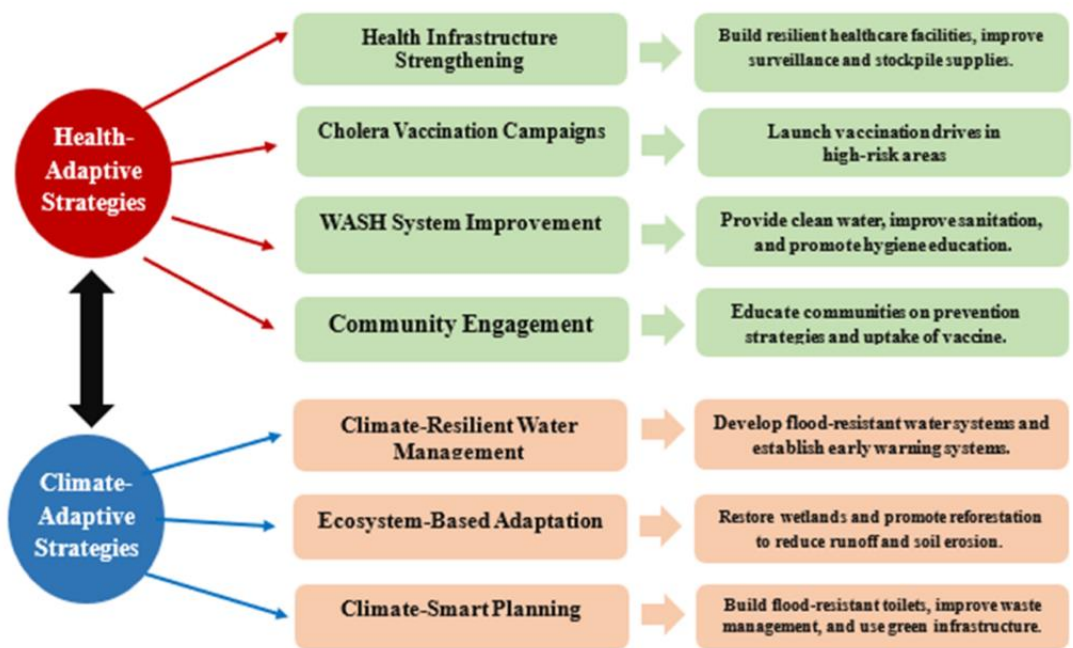 Health-
Adaptive
Strategies
Health Infrastructure
Strengthening
Build resilient healthcare facilities, improve
surveillance and stockpile supplies.
Cholera Vaccination Campaigns
Launch vaccination drives in
high-risk areas
WASH System Improvement
Provide clean water, improve sanitation,
and promote hygiene education.
Community Engagement
Educate communities on prevention
strategies and uptake of vaccine.
Climate-
Adaptive
Strategies
Climate-Resilient Water
Management
Develop flood-resistant water systems and
establish early warning systems.
Ecosystem-Based Adaptation
Restore wetlands and promote reforestation
to reduce runoff and soil erosion.
Climate-Smart Planning
Build flood-resistant toilets, improve waste
management, and use green infrastructure.